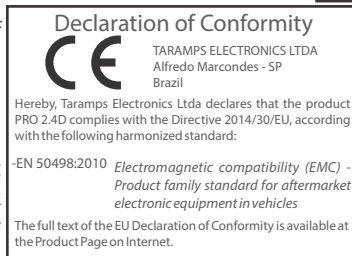 Declaration of Conformity
CE
TARAMPS ELECTRONICS LTDA
Alfredo Marcondes - SP
Brazil
Hereby, Taramps Electronics Ltda declares that the product
PRO 2.4D complies with the Directive 2014/30/EU, according
with the following harmonized standard:
-EN 50498:2010 Electromagnetic compatibility (EMC) -
Product family standard for aftermarket
electronic equipment in vehicles
The full text of the EU Declaration of Conformity is available at
the Product Page on Internet.